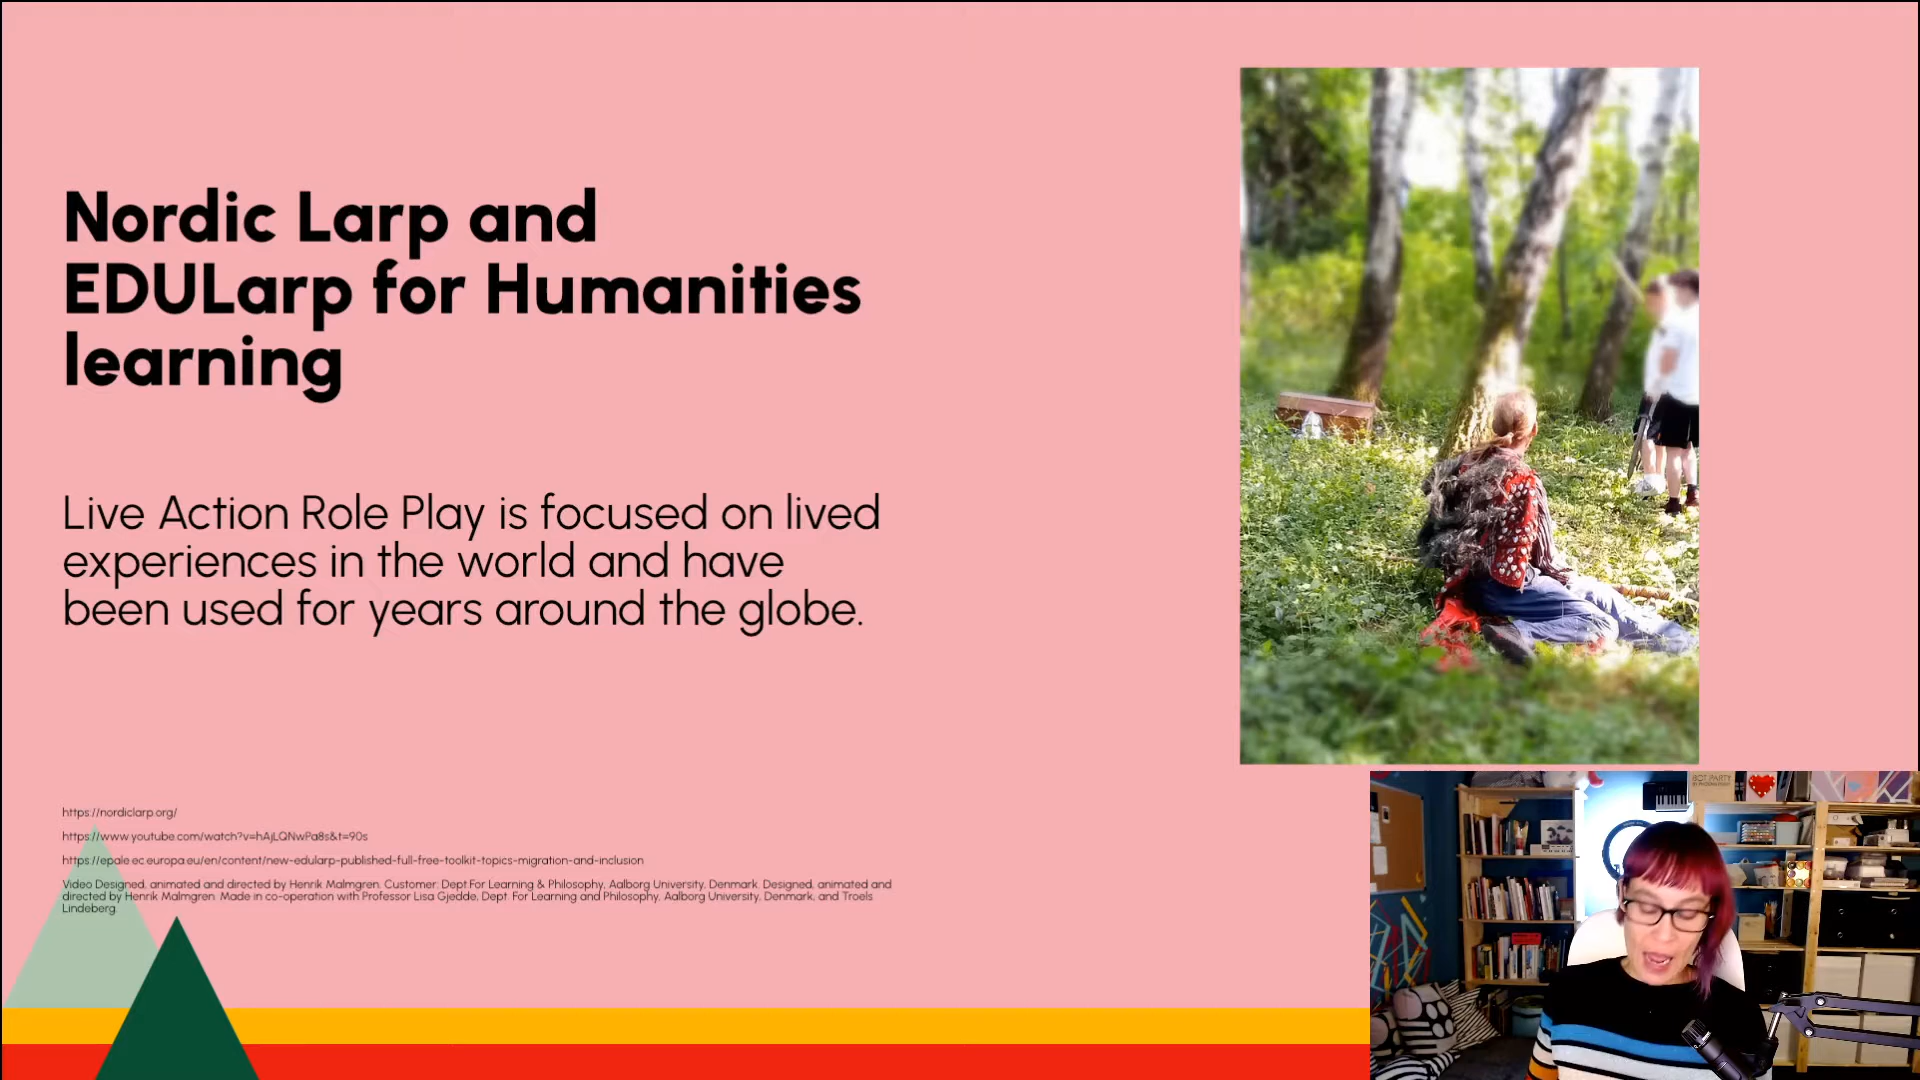 Nordic Larp and
EDULarp for Humanities
learning
Live Action Role Play is focused on lived
experiences in the world and have
been used for years around the globe.
https://nordiclarp.org/
https://www.youtube.com/watch?v=hAjLQNwPa8s&t=90s
https://epale.ec.europa.eu/en/content/new-edularp-published-full-free-toolkit-topics-migration-and-inclusion
Video Designed, animated and directed by Henrik Malmgren. Customer: Dept.For Learning & Philosophy, Aalborg University, Denmark. Designed, animated and
directed by Henrik Malmgren. Made in co-operation with Professor Lisa Gjedde, Dept. For Learning and Philosophy, Aalborg University, Denmark, and Troels
Lindeberg.
BOT PARTY